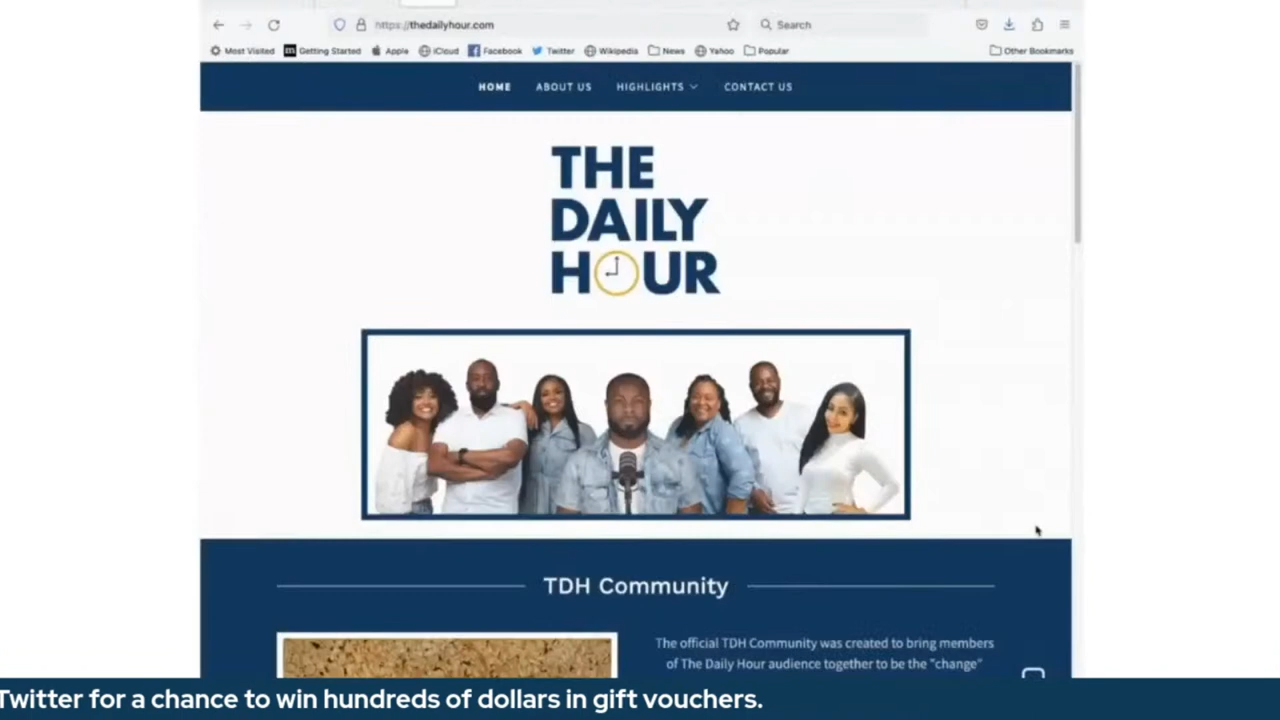 https://thedailyhour.com
Search
Most Visited
Getting Started
Apple
iCloud
Facebook
Twitter
Wikipedia
News
Yahoo
Popular
Other Bookmarks
HOME
ABOUT US
HIGHLIGHTS
CONTACT US
THE
DAILY
HOUR
TDH Community
The official TDH Community was created to bring members
of The Daily Hour audience together to be the "change"
Twitter for a chance to win hundreds of dollars in gift vouchers.